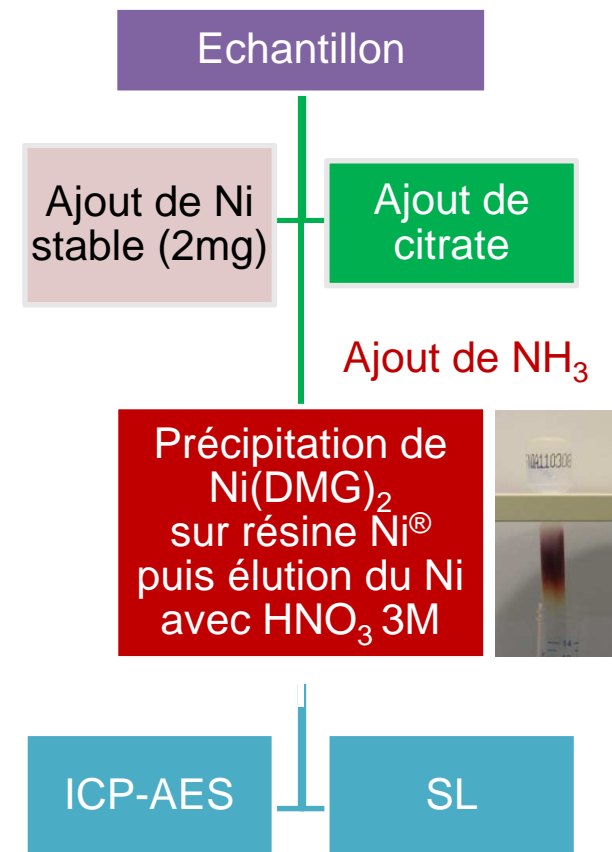 Echantillon
Ajout de Ni
stable (2mg)
Ajout de
citrate
Ajout de NH₃
Précipitation de
Ni(DMG)₂
sur résine Ni®
puis élution du Ni
avec HNO₃ 3M
ICP-AES
SL